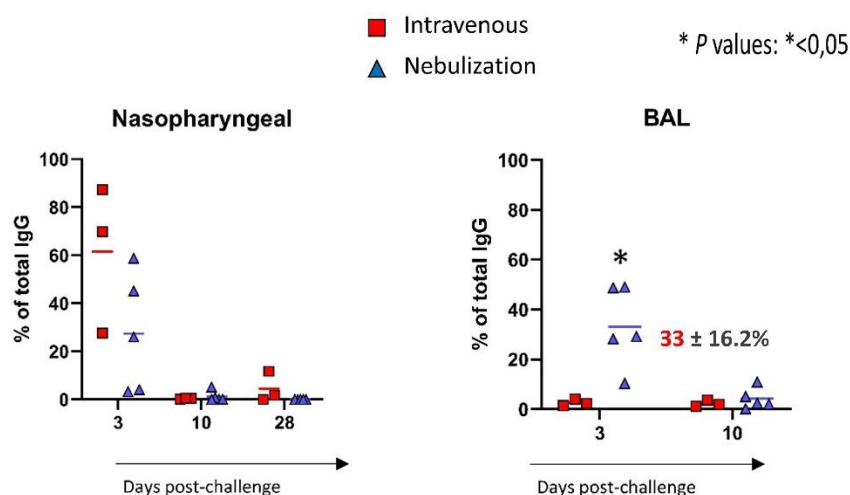 Intravenous
Nebulization
* P values: *<0,05
Nasopharyngeal
% of total IgG
100
80
60
40
20
0
3 10 28
Days post-challenge
BAL
% of total IgG
100
80
60
40
20
0
*
33 ± 16.2%
3 10
Days post-challenge